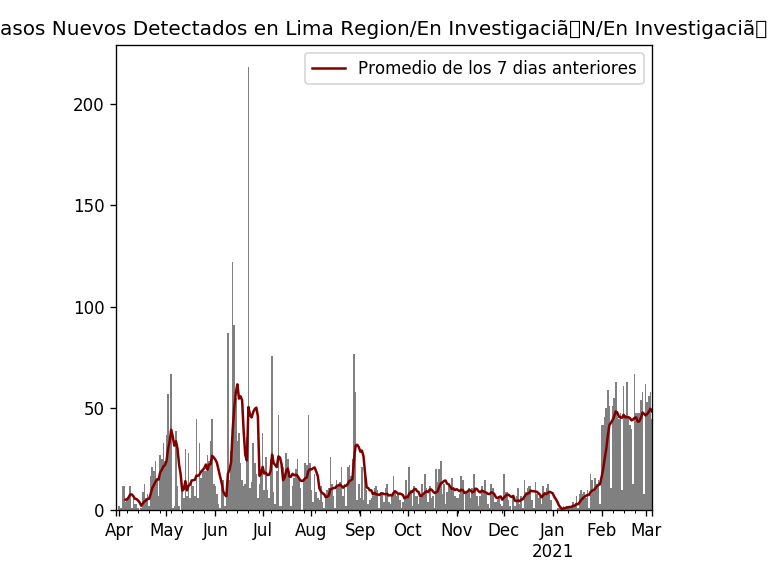 asos Nuevos Detectados en Lima Region/En Investigaciã▯N/En Investigaciã▯
Promedio de los 7 dias anteriores
200
150
100
50
0
Apr May Jun Jul Aug Sep Oct Nov Dec Jan Feb Mar
2021